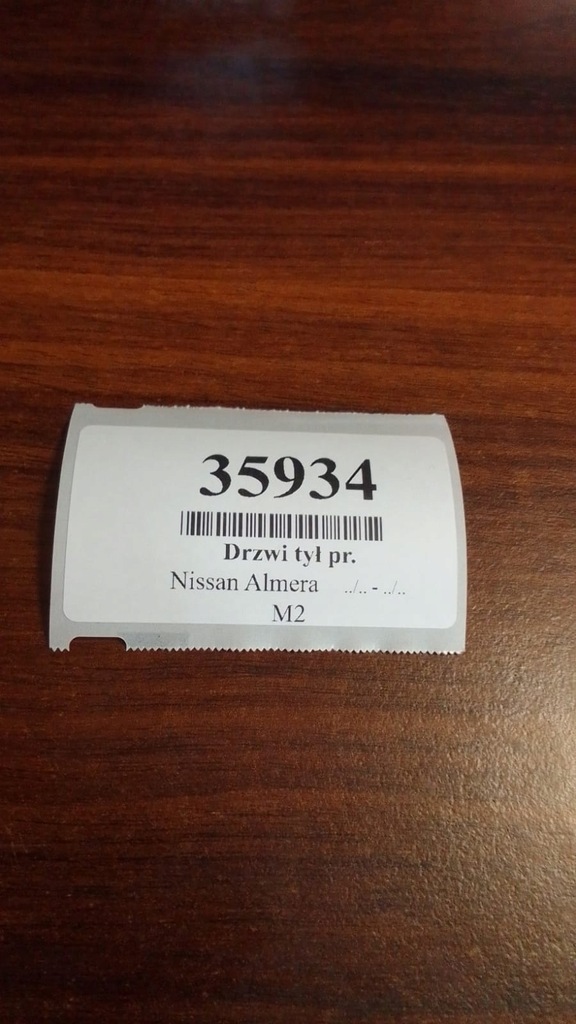 35934
Drzwi tył pr.
Nissan Almera ../.. - ../..
M2